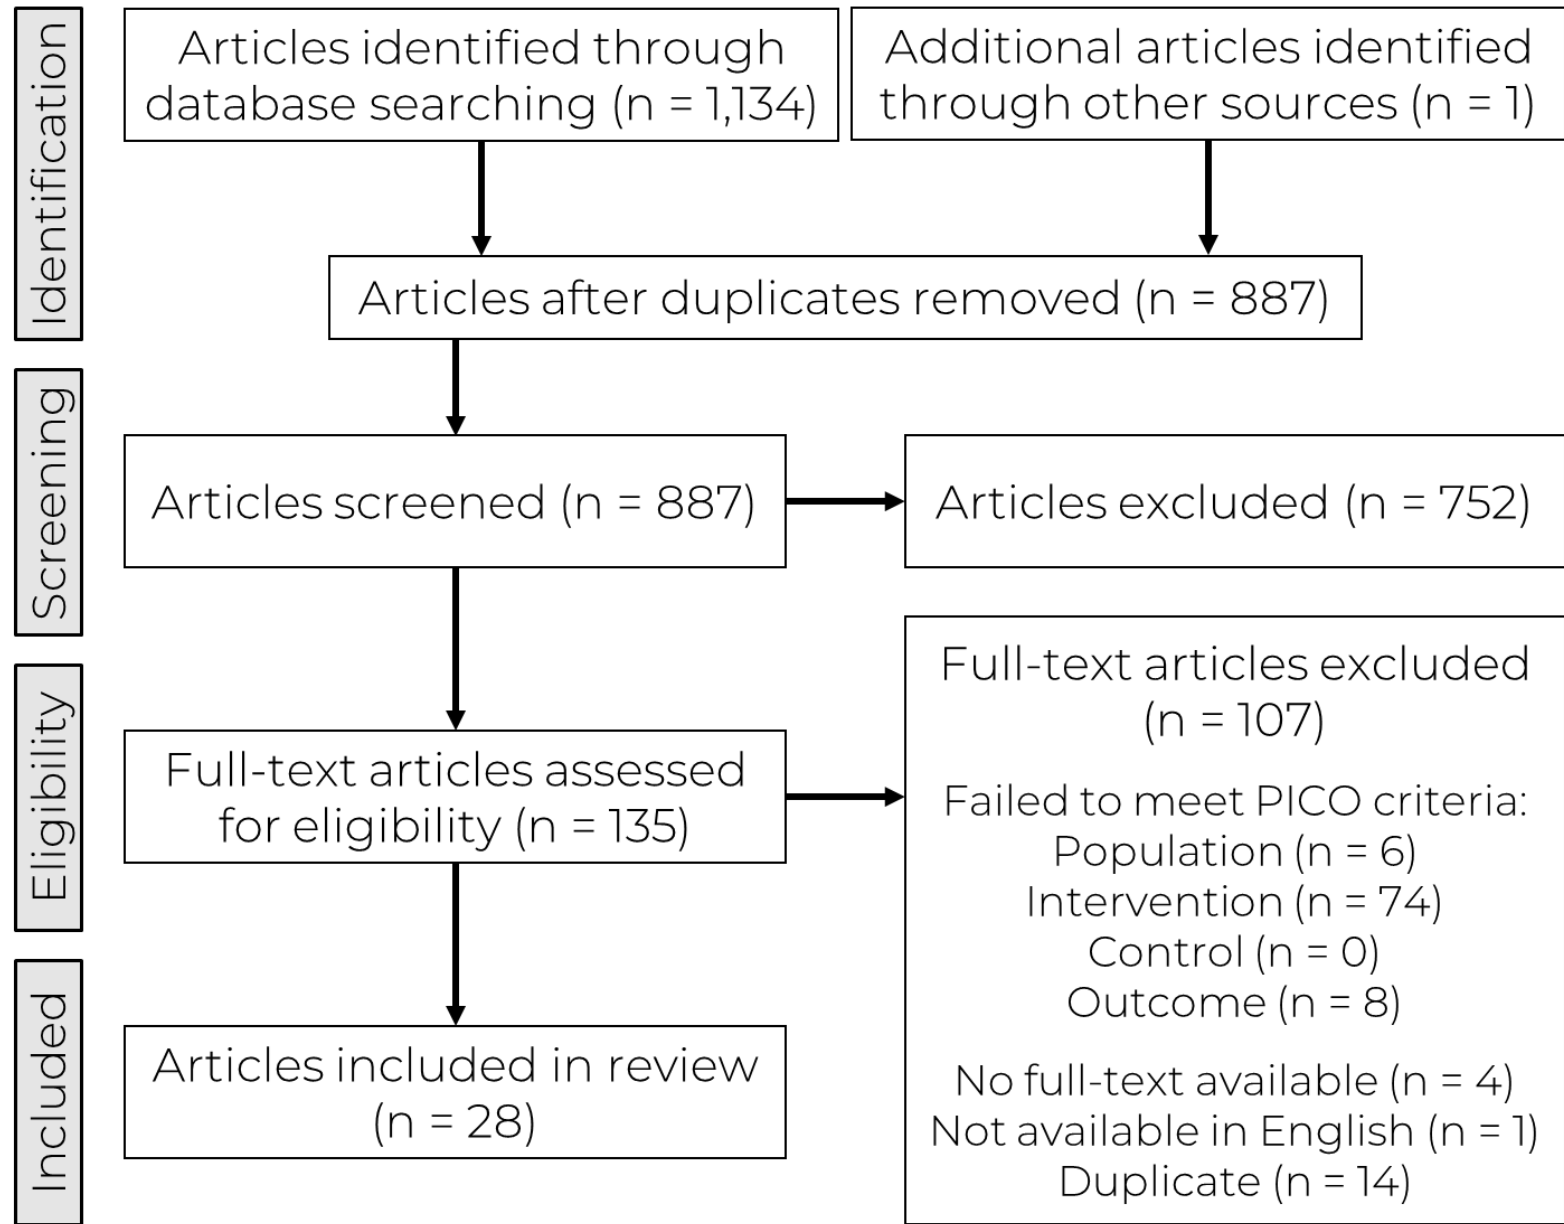 Identification
Articles identified through
database searching (n = 1,134)
Additional articles identified
through other sources (n = 1)
Articles after duplicates removed (n = 887)
Screening
Articles screened (n = 887)
Articles excluded (n = 752)
Eligibility
Full-text articles assessed
for eligibility (n = 135)
Full-text articles excluded
(n = 107)
Failed to meet PICO criteria:
Population (n = 6)
Intervention (n = 74)
Control (n = 0)
Outcome (n = 8)
No full-text available (n = 4)
Not available in English (n = 1)
Duplicate (n = 14)
Included
Articles included in review
(n = 28)